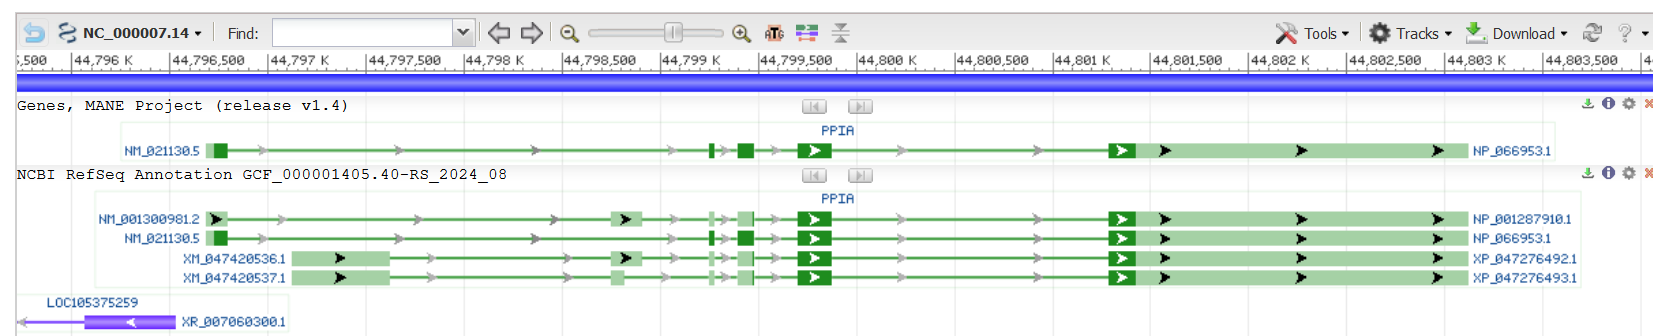 NC_000007.14 Find: Tools Tracks Download ?
5,500 44,796 K 44,796,500 44,797 K 44,797,500 44,798 K 44,798,500 44,799 K 44,799,500 44,800 K 44,800,500 44,801 K 44,801,500 44,802 K 44,802,500 44,803 K 44,803,500
Genes, MANE Project (release v1.4)
PPIA
NM_021130.5 NP_066953.1
NCBI RefSeq Annotation GCF_000001405.40-RS_2024_08
PPIA
NM_001300981.2 NP_001287910.1
NM_021130.5 NP_066953.1
XM_047420536.1 XP_047276492.1
XM_047420537.1 XP_047276493.1
LOC105375259
XR_007060300.1